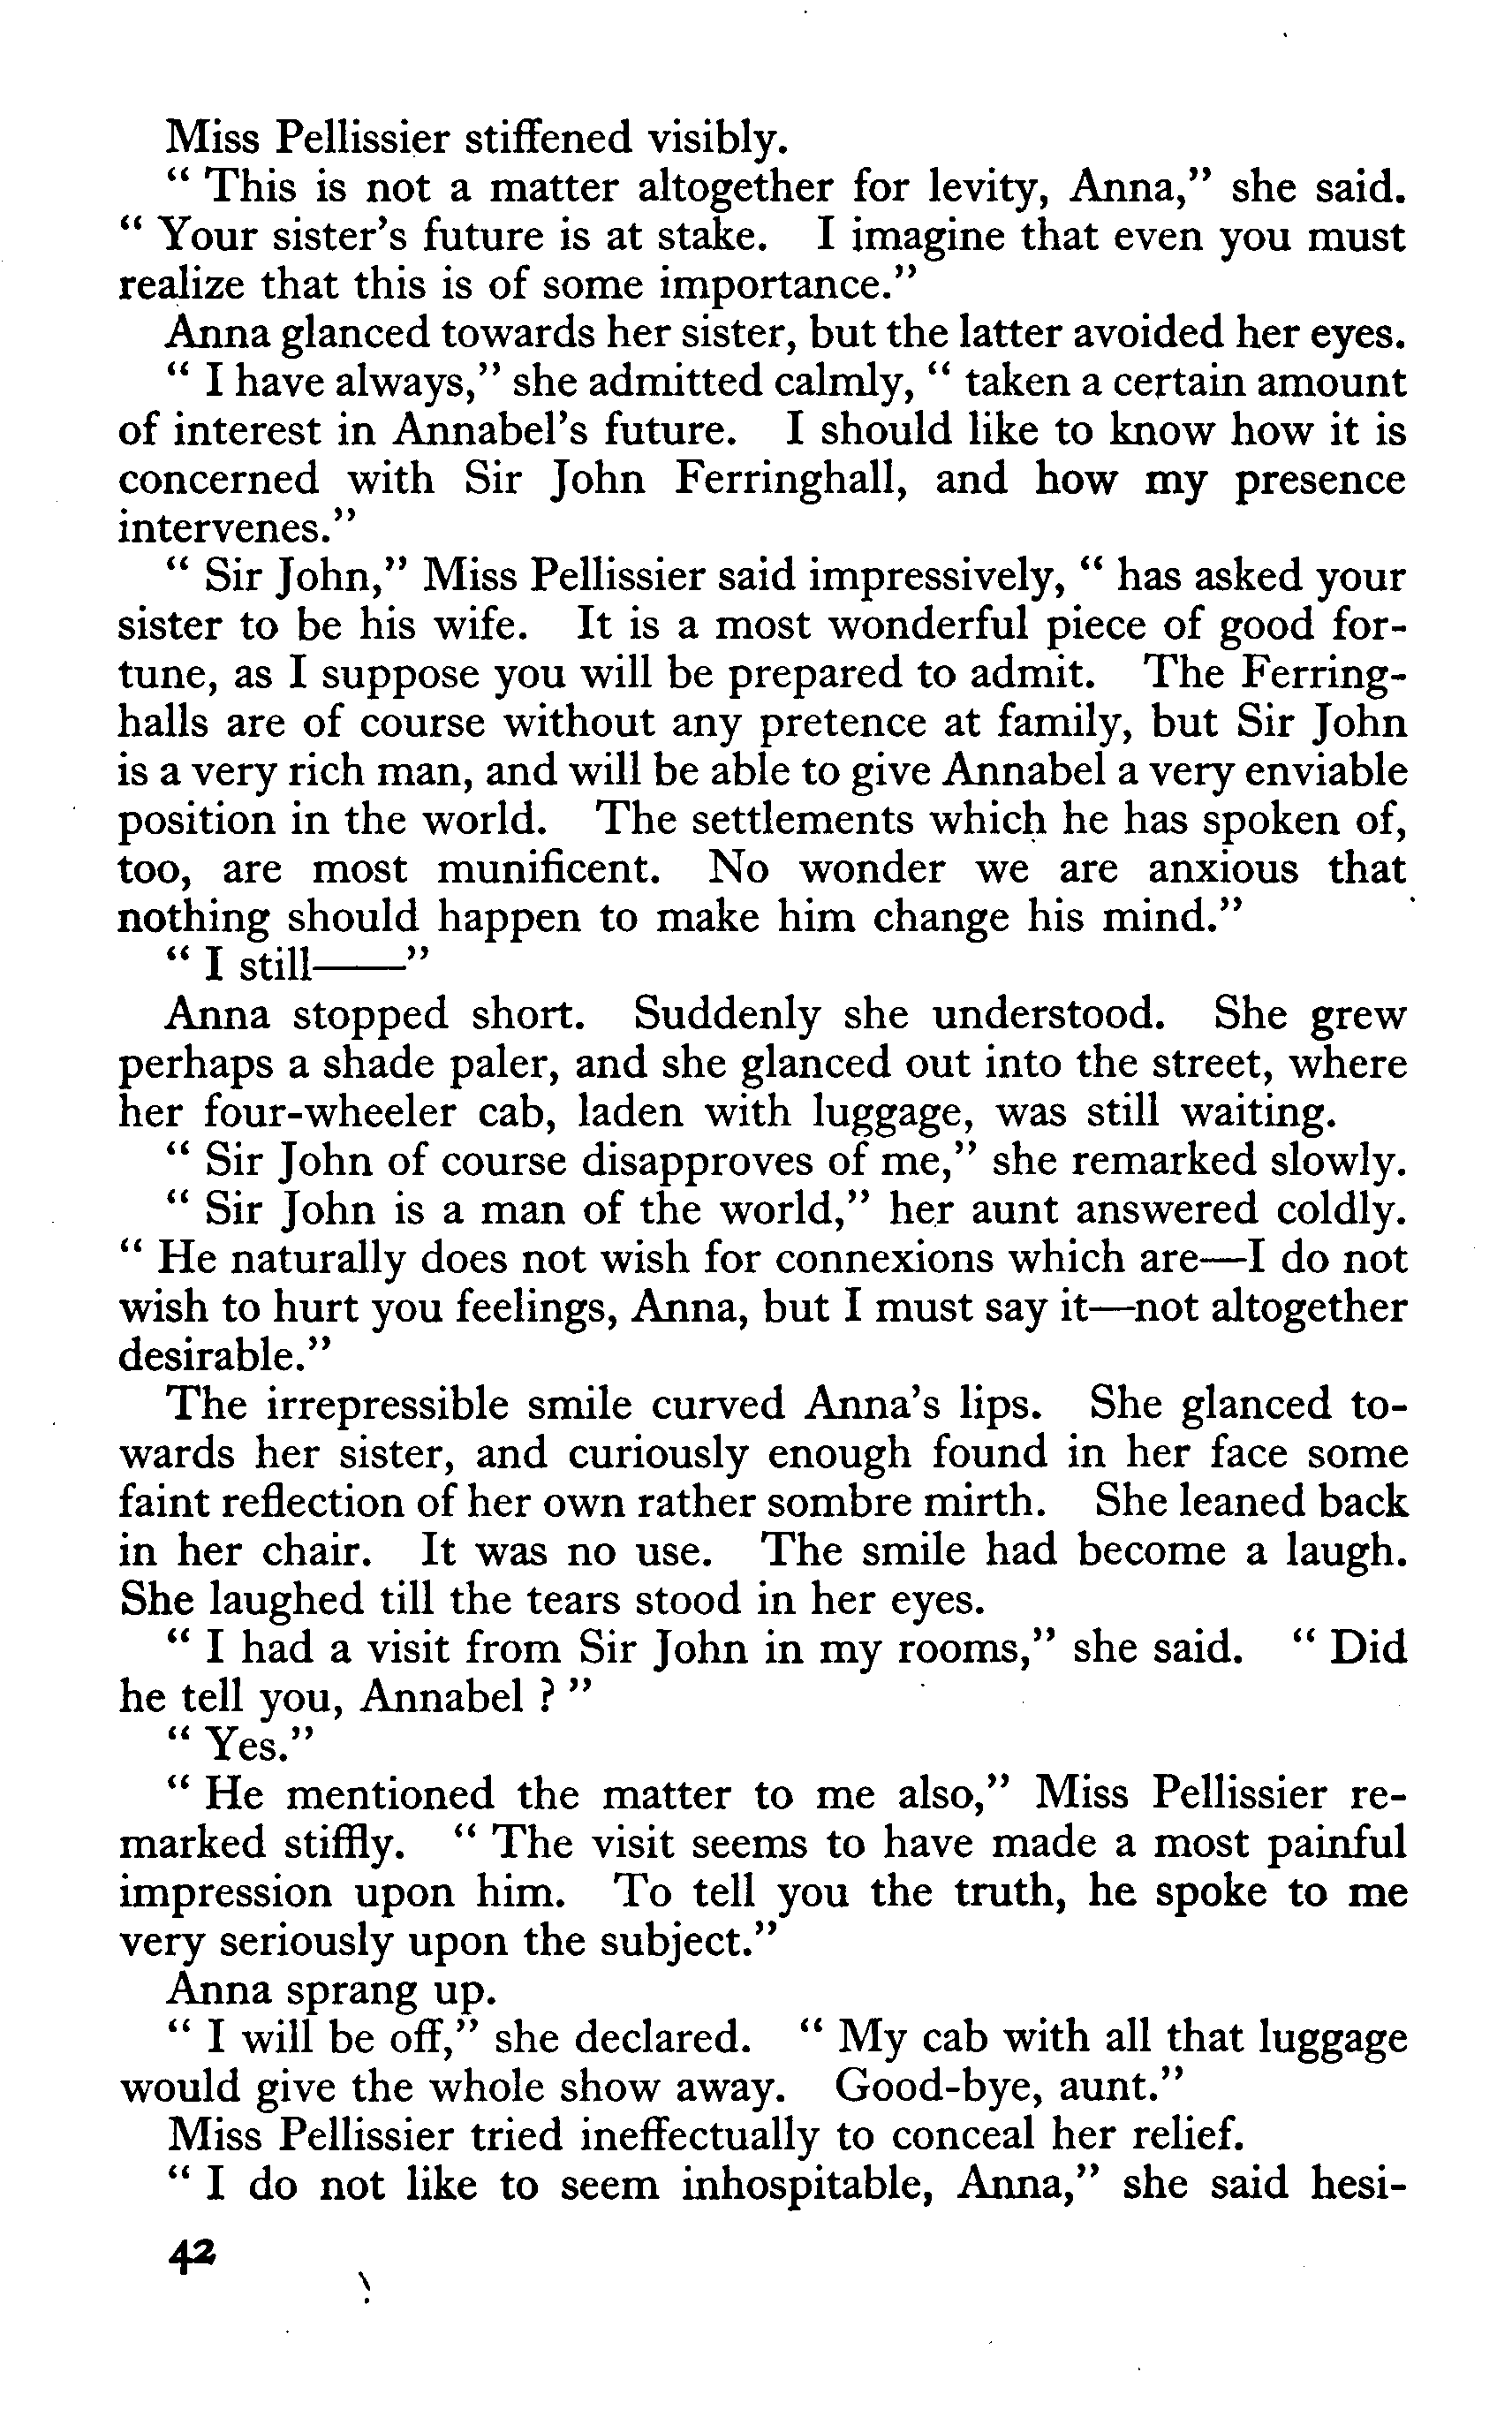 Miss Pellissier stiffened visibly.
“ This is not a matter altogether for levity, Anna,” she said.
“ Your sister’s future is at stake. I imagine that even you must
realize that this is of some importance.”
Anna glanced towards her sister, but the latter avoided her eyes.
“ I have always,” she admitted calmly, “ taken a certain amount
of interest in Annabel’s future. I should like to know how it is
concerned with Sir John Ferringhall, and how my presence
intervenes.”
“ Sir John,” Miss Pellissier said impressively, “ has asked your
sister to be his wife. It is a most wonderful piece of good for-
tune, as I suppose you will be prepared to admit. The Ferring-
halls are of course without any pretence at family, but Sir John
is a very rich man, and will be able to give Annabel a very enviable
position in the world. The settlements which he has spoken of,
too, are most munificent. No wonder we are anxious that
nothing should happen to make him change his mind.”
“ I still——”
Anna stopped short. Suddenly she understood. She grew
perhaps a shade paler, and she glanced out into the street, where
her four-wheeler cab, laden with luggage, was still waiting.
“ Sir John of course disapproves of me,” she remarked slowly.
“ Sir John is a man of the world,” her aunt answered coldly.
“ He naturally does not wish for connexions which are—I do not
wish to hurt you feelings, Anna, but I must say it—not altogether
desirable.”
The irrepressible smile curved Anna’s lips. She glanced to-
wards her sister, and curiously enough found in her face some
faint reflection of her own rather sombre mirth. She leaned back
in her chair. It was no use. The smile had become a laugh.
She laughed till the tears stood in her eyes.
“ I had a visit from Sir John in my rooms,” she said. “ Did
he tell you, Annabel ? ”
“ Yes.”
“ He mentioned the matter to me also,” Miss Pellissier re-
marked stiffly. “ The visit seems to have made a most painful
impression upon him. To tell you the truth, he spoke to me
very seriously upon the subject.”
Anna sprang up.
“ I will be off,” she declared. “ My cab with all that luggage
would give the whole show away. Good-bye, aunt.”
Miss Pellissier tried ineffectually to conceal her relief.
“ I do not like to seem inhospitable, Anna,” she said hesi-
42